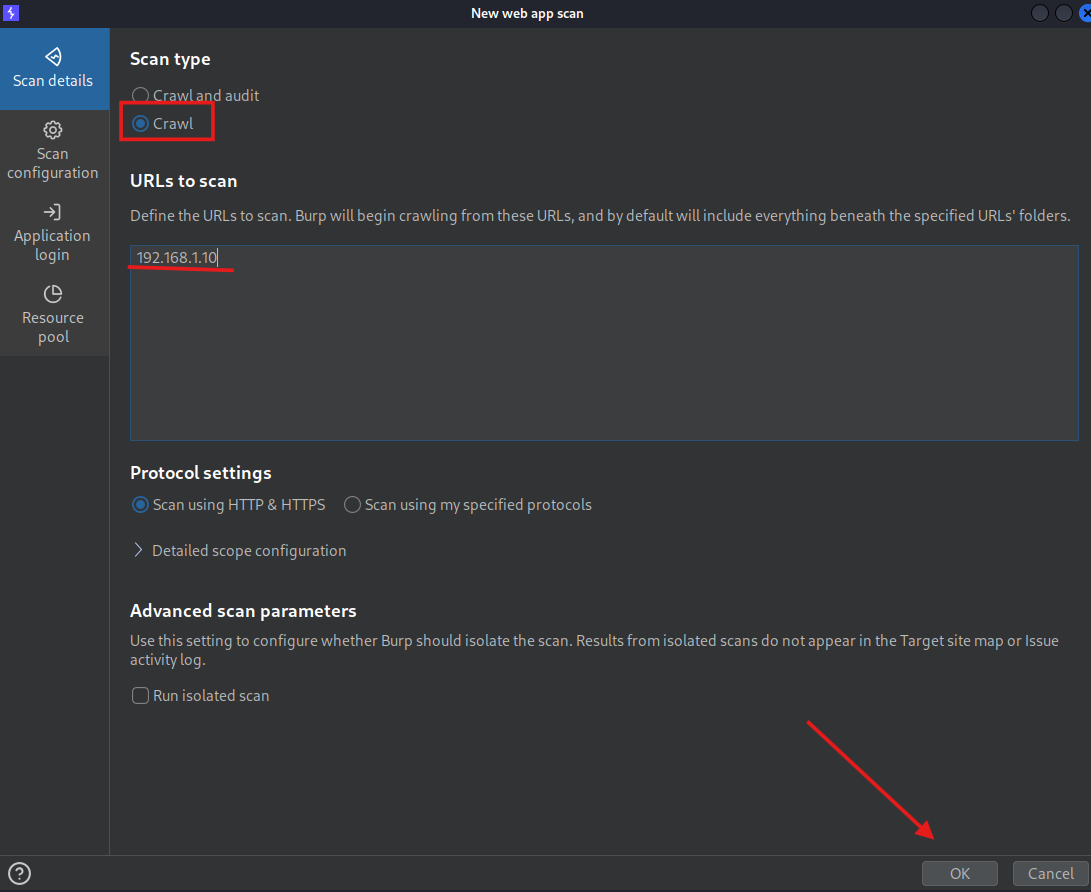 New web app scan
Scan details
Scan
configuration
Application
login
Resource
pool
Scan type
Crawl and audit
Crawl
URLs to scan
Define the URLs to scan. Burp will begin crawling from these URLs, and by default will include everything beneath the specified URLs' folders.
192.168.1.10
Protocol settings
Scan using HTTP & HTTPS
Scan using my specified protocols
Detailed scope configuration
Advanced scan parameters
Use this setting to configure whether Burp should isolate the scan. Results from isolated scans do not appear in the Target site map or Issue
activity log.
Run isolated scan
?
OK
Cancel